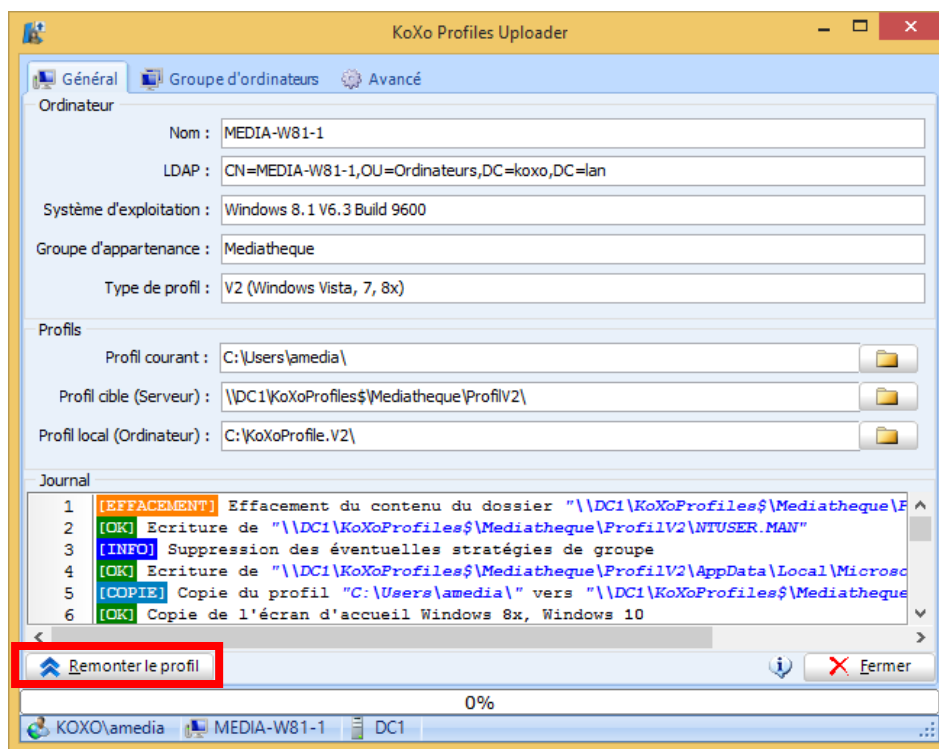 KoXo Profiles Uploader
Général Groupe d'ordinateurs Avancé
Ordinateur
Nom : MEDIA-W81-1
LDAP : CN=MEDIA-W81-1,OU=Ordinateurs,DC=koxo,DC=lan
Système d'exploitation : Windows 8.1 V6.3 Build 9600
Groupe d'appartenance : Mediatheque
Type de profil : V2 (Windows Vista, 7, 8x)
Profils
Profil courant : C:\Users\amedia\
Profil cible (Serveur) : \\DC1\KoXoProfiles$\Mediatheque\ProfilV2\
Profil local (Ordinateur) : C:\KoXoProfile.V2\
Journal
1 [EFFACEMENT] Effacement du contenu du dossier "\\DC1\KoXoProfiles$\Mediatheque\P
2 [OK] Ecriture de "\\DC1\KoXoProfiles$\Mediatheque\ProfilV2\NTUSER.MAN"
3 [INFO] Suppression des éventuelles stratégies de groupe
4 [OK] Ecriture de "\\DC1\KoXoProfiles$\Mediatheque\ProfilV2\AppData\Local\Microso
5 [COPIE] Copie du profil "C:\Users\amedia\" vers "\\DC1\KoXoProfiles$\Mediatheque
6 [OK] Copie de l'écran d'accueil Windows 8x, Windows 10
Remonter le profil Fermer
0%
KOXO\amedia MEDIA-W81-1 DC1